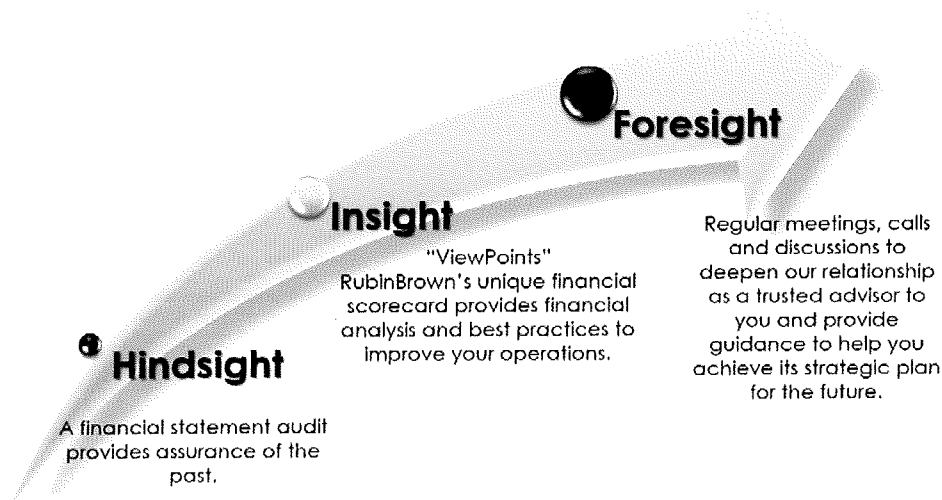 Foresight
Insight
Hindsight
"ViewPoints"
RubinBrown's unique financial
scorecard provides financial
analysis and best practices to
improve your operations.
Regular meetings, calls
and discussions to
deepen our relationship
as a trusted advisor to
you and provide
guidance to help you
achieve its strategic plan
for the future.
A financial statement audit
provides assurance of the
past.